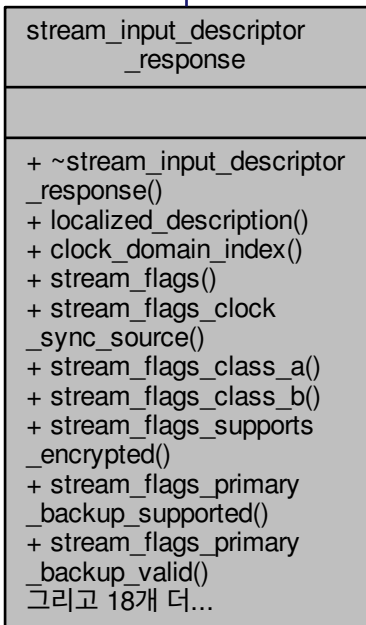 stream_input_descriptor
_response
+ ~stream_input_descriptor
_response()
+ localized_description()
+ clock_domain_index()
+ stream_flags()
+ stream_flags_clock
_sync_source()
+ stream_flags_class_a()
+ stream_flags_class_b()
+ stream_flags_supports
_encrypted()
+ stream_flags_primary
_backup_supported()
+ stream_flags_primary
_backup_valid()
그리고 18개 더...